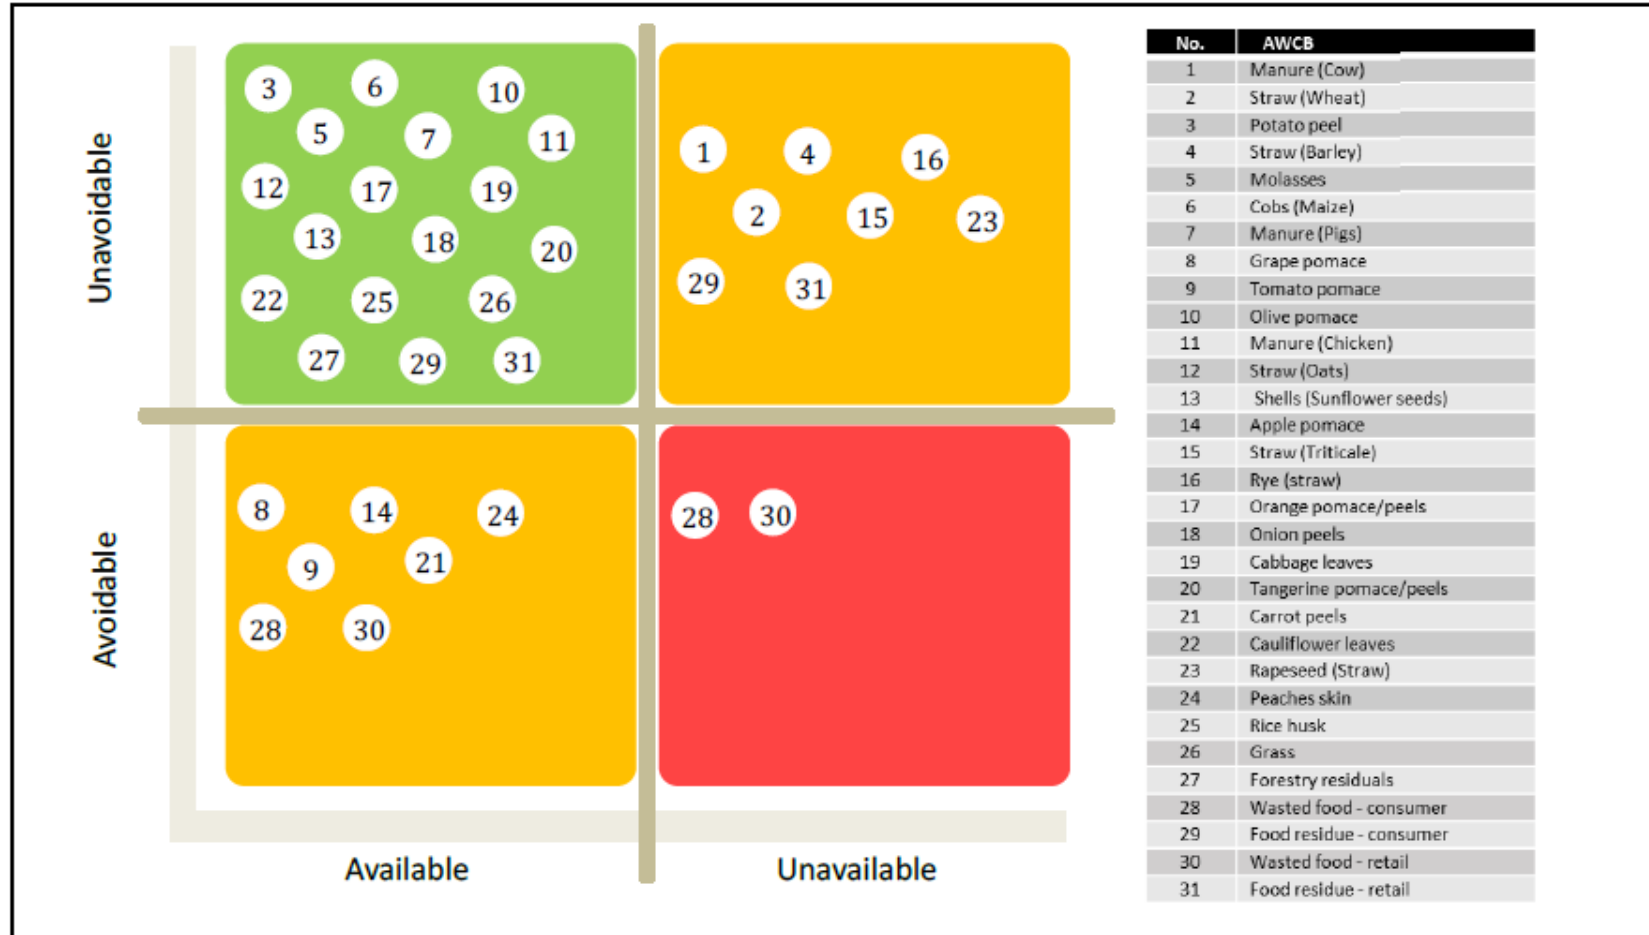 Unavoidable
Avoidable
3 6 10
5 7 11
12 17 19
13 18 20
22 25 26
27 29 31
1 4 16
2 15 23
29 31
8 14 24
9 21
28 30
28 30
Available Unavailable
No. AWCB
1 Manure (Cow)
2 Straw (Wheat)
3 Potato peel
4 Straw (Barley)
5 Molasses
6 Cobs (Maize)
7 Manure (Pigs)
8 Grape pomace
9 Tomato pomace
10 Olive pomace
11 Manure (Chicken)
12 Straw (Oats)
13 Shells (Sunflower seeds)
14 Apple pomace
15 Straw (Triticale)
16 Rye (straw)
17 Orange pomace/peels
18 Onion peels
19 Cabbage leaves
20 Tangerine pomace/peels
21 Carrot peels
22 Cauliflower leaves
23 Rapeseed (Straw)
24 Peaches skin
25 Rice husk
26 Grass
27 Forestry residuals
28 Wasted food - consumer
29 Food residue - consumer
30 Wasted food - retail
31 Food residue - retail